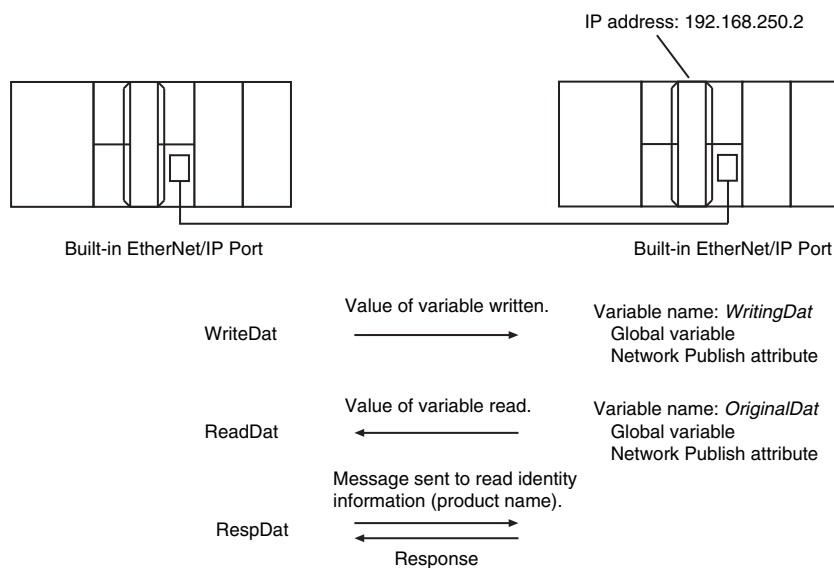 IP address: 192.168.250.2
Built-in EtherNet/IP Port
Built-in EtherNet/IP Port
Value of variable written.
WriteDat
Variable name: WritingDat
Global variable
Network Publish attribute
Value of variable read.
ReadDat
Variable name: OriginalDat
Global variable
Network Publish attribute
Message sent to read identity
information (product name).
RespDat
Response